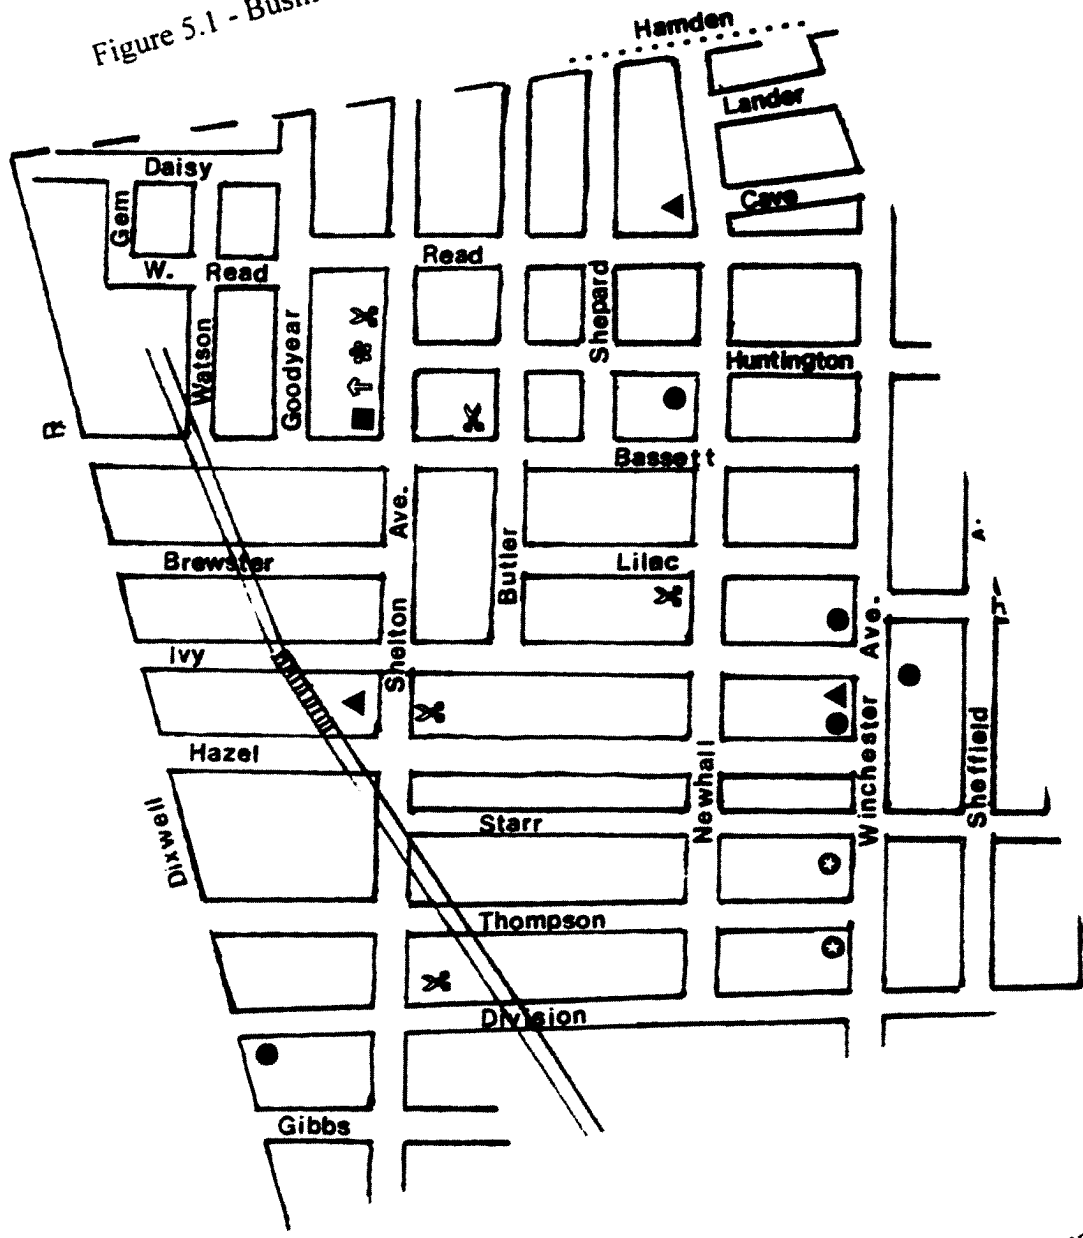 Figure 5.1 -
Hamden
Lander
Daisy
Cave
Gem
Read
W. Read
Shepard
Goodyear
Watson
Huntington
Bassett
Ave.
Brewster
Butler
Lilac
Shelton
Ave.
Ivy
Hazel
Newhall
Winchester
Sheffield
Starr
Dixwell
Thompson
Division
Gibbs